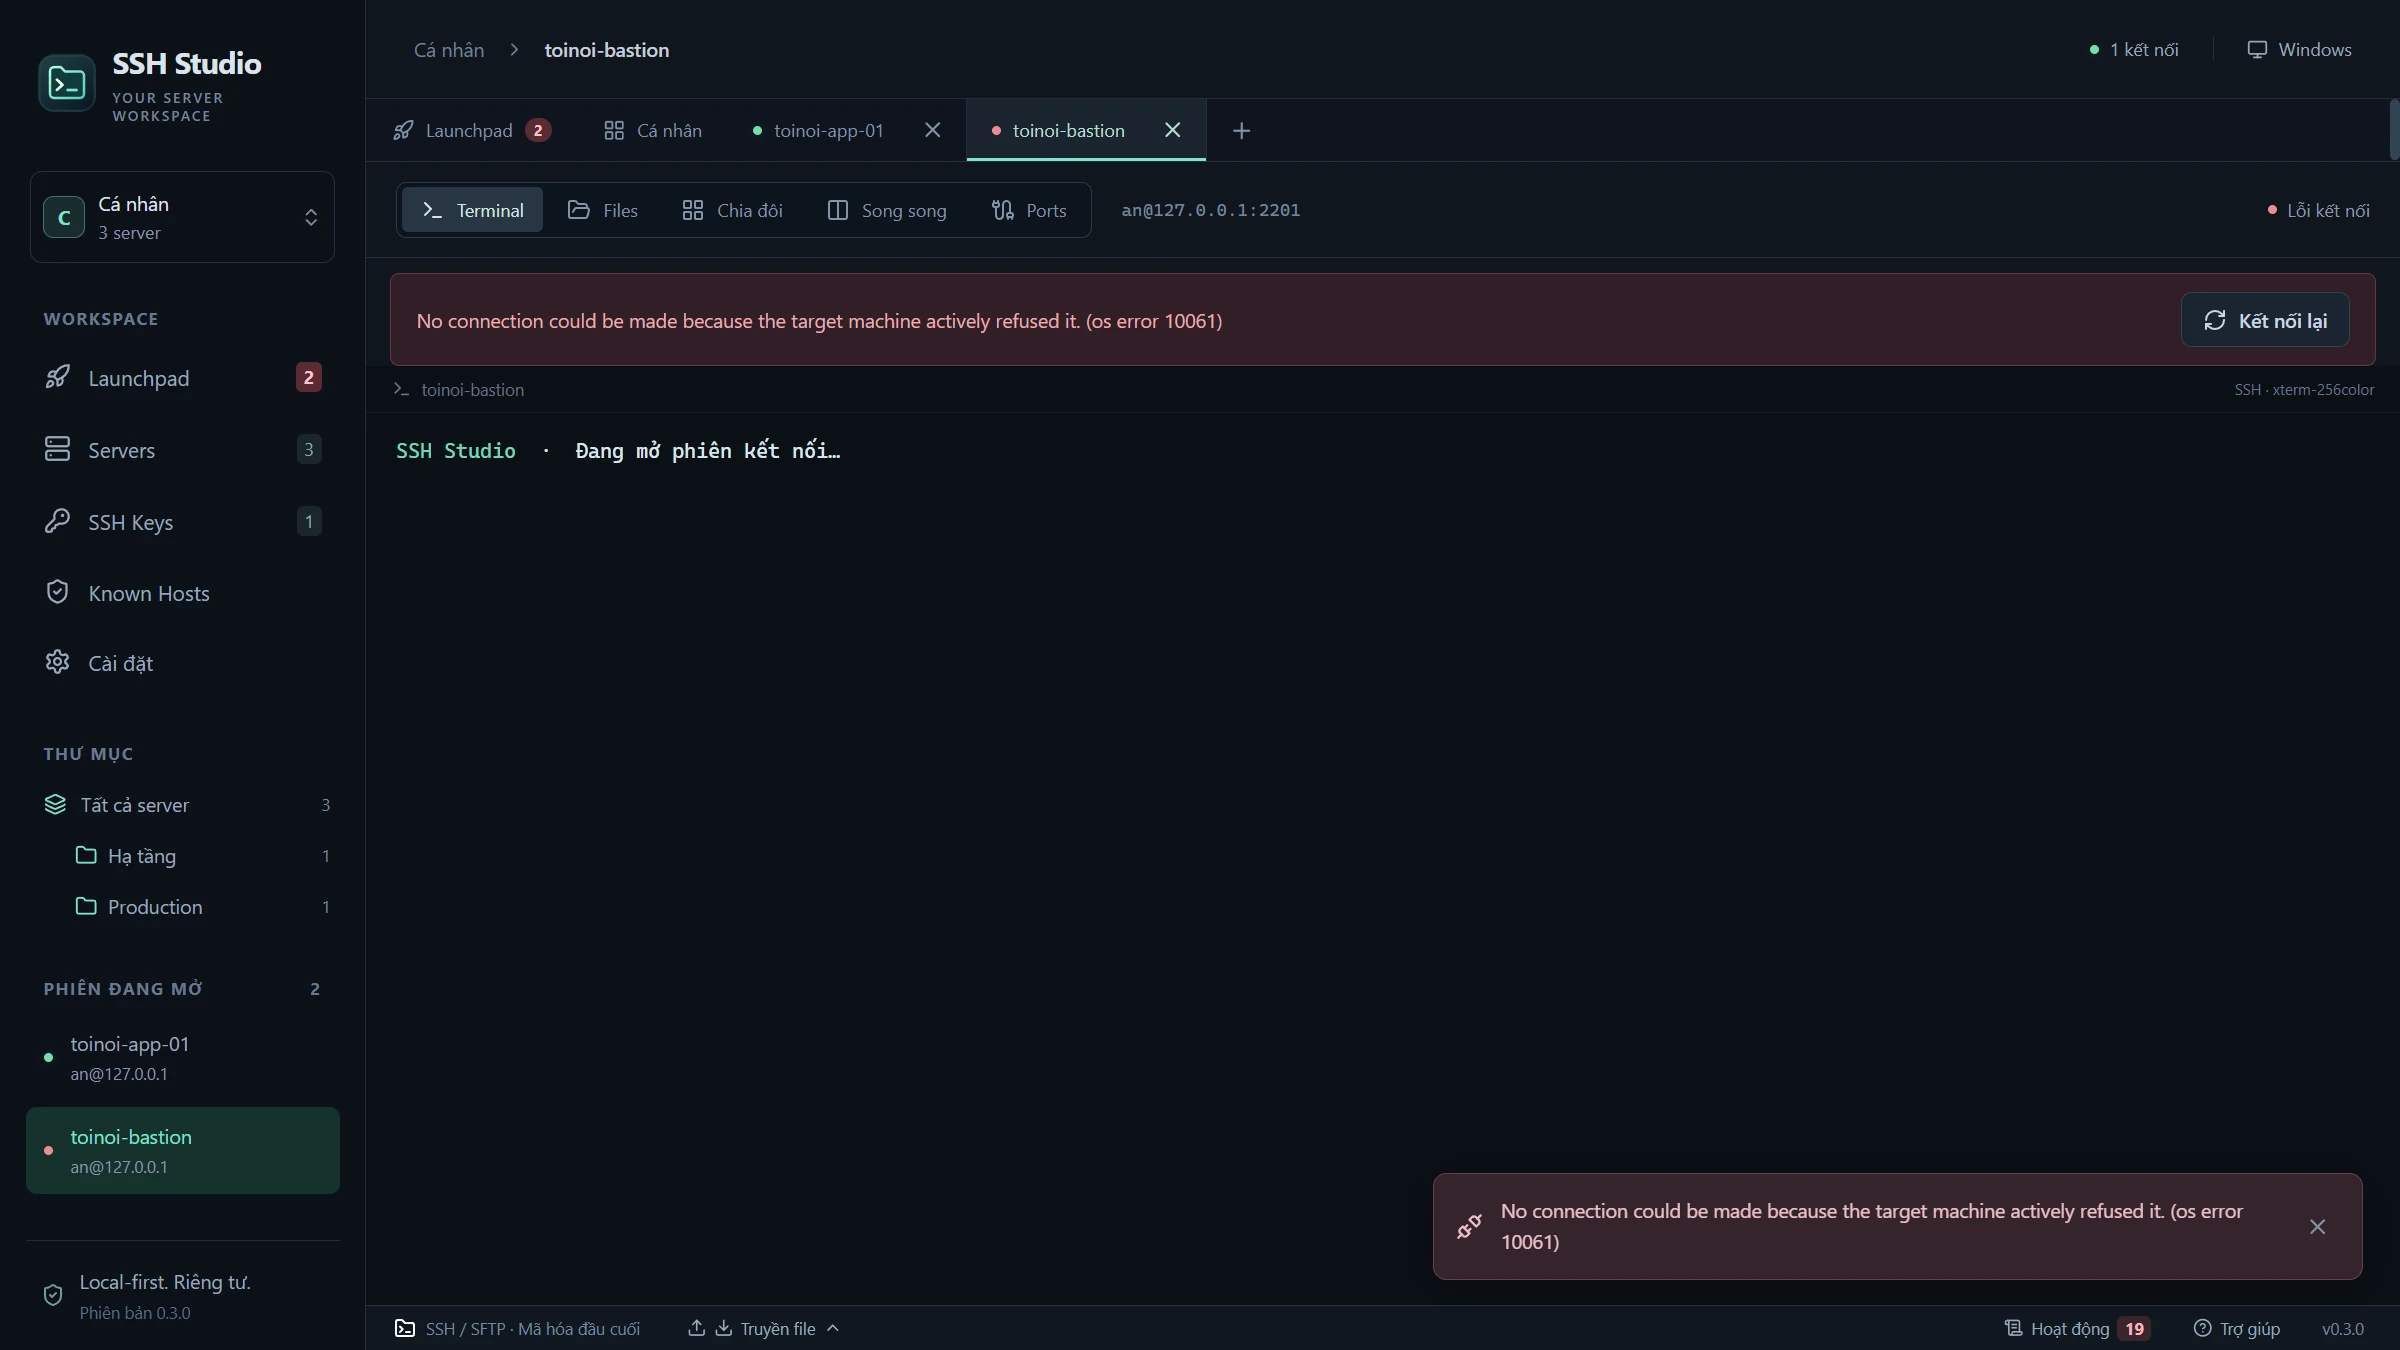 SSH Studio
YOUR SERVER
WORKSPACE
C
Cá nhân
3 server
WORKSPACE
Launchpad 2
Servers 3
SSH Keys 1
Known Hosts
Cài đặt
THƯ MỤC
Tất cả server 3
Hạ tầng 1
Production 1
PHIÊN ĐANG MỞ 2
toinoi-app-01
an@127.0.0.1
toinoi-bastion
an@127.0.0.1
Local-first. Riêng tư.
Phiên bản 0.3.0
Cá nhân toinoi-bastion
1 kết nối Windows
Launchpad 2 Cá nhân toinoi-app-01 toinoi-bastion
Terminal Files Chia đôi Song song Ports an@127.0.0.1:2201 Lỗi kết nối
No connection could be made because the target machine actively refused it. (os error 10061) Kết nối lại
toinoi-bastion SSH · xterm-256color
SSH Studio · Đang mở phiên kết nối…
No connection could be made because the target machine actively refused it. (os error
10061)
SSH / SFTP · Mã hóa đầu cuối Truyền file Hoạt động 19 Trợ giúp v0.3.0